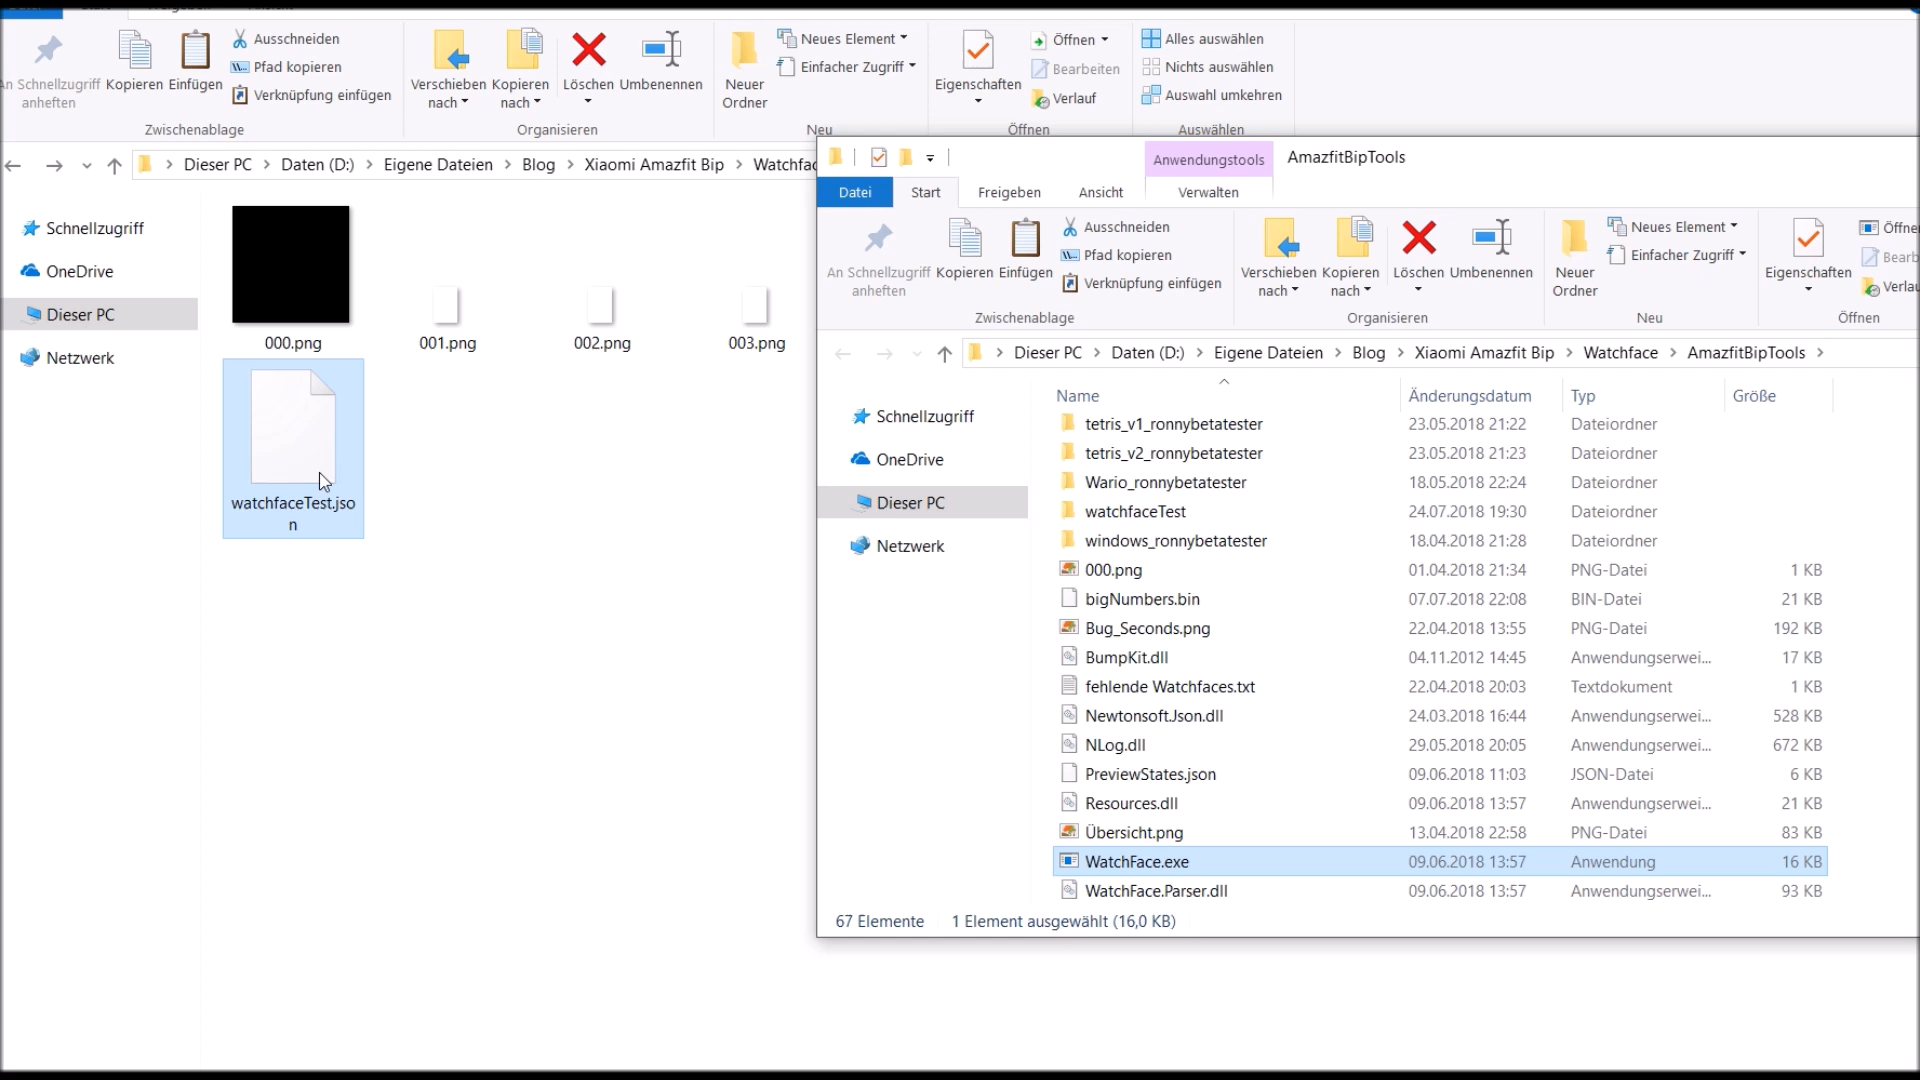 Ausschneiden
Pfad kopieren
Verknüpfung einfügen
An Schnellzugriff
anheften
Kopieren
Einfügen
Zwischenablage
Verschieben
nach
Kopieren
nach
Löschen
Umbenennen
Organisieren
Neuer
Ordner
Neues Element
Einfacher Zugriff
Neu
Eigenschaften
Öffnen
Bearbeiten
Verlauf
Öffnen
Alles auswählen
Nichts auswählen
Auswahl umkehren
Auswählen
Dieser PC > Daten (D:) > Eigene Dateien > Blog > Xiaomi Amazfit Bip > Watchfac
Schnellzugriff
OneDrive
Dieser PC
Netzwerk
000.png
001.png
002.png
003.png
watchfaceTest.jso
n
Anwendungstools
AmazfitBipTools
Datei
Start
Freigeben
Ansicht
Verwalten
An Schnellzugriff
anheften
Kopieren
Einfügen
Ausschneiden
Pfad kopieren
Verknüpfung einfügen
Zwischenablage
Verschieben
nach
Kopieren
nach
Löschen
Umbenennen
Organisieren
Neuer
Ordner
Neues Element
Einfacher Zugriff
Neu
Eigenschaften
Öffne
Bearb
Verlau
Öffnen
Dieser PC > Daten (D:) > Eigene Dateien > Blog > Xiaomi Amazfit Bip > Watchface > AmazfitBipTools >
Schnellzugriff
OneDrive
Dieser PC
Netzwerk
Name Änderungsdatum Typ Größe
tetris_v1_ronnybetatester 23.05.2018 21:22 Dateiordner
tetris_v2_ronnybetatester 23.05.2018 21:23 Dateiordner
Wario_ronnybetatester 18.05.2018 22:24 Dateiordner
watchfaceTest 24.07.2018 19:30 Dateiordner
windows_ronnybetatester 18.04.2018 21:28 Dateiordner
000.png 01.04.2018 21:34 PNG-Datei 1 KB
bigNumbers.bin 07.07.2018 22:08 BIN-Datei 21 KB
Bug_Seconds.png 22.04.2018 13:55 PNG-Datei 192 KB
BumpKit.dll 04.11.2012 14:45 Anwendungserwei... 17 KB
fehlende Watchfaces.txt 22.04.2018 20:03 Textdokument 1 KB
Newtonsoft.Json.dll 24.03.2018 16:44 Anwendungserwei... 528 KB
NLog.dll 29.05.2018 20:05 Anwendungserwei... 672 KB
PreviewStates.json 09.06.2018 11:03 JSON-Datei 6 KB
Resources.dll 09.06.2018 13:57 Anwendungserwei... 21 KB
Übersicht.png 13.04.2018 22:58 PNG-Datei 83 KB
WatchFace.exe 09.06.2018 13:57 Anwendung 16 KB
WatchFace.Parser.dll 09.06.2018 13:57 Anwendungserwei... 93 KB
67 Elemente 1 Element ausgewählt (16,0 KB)